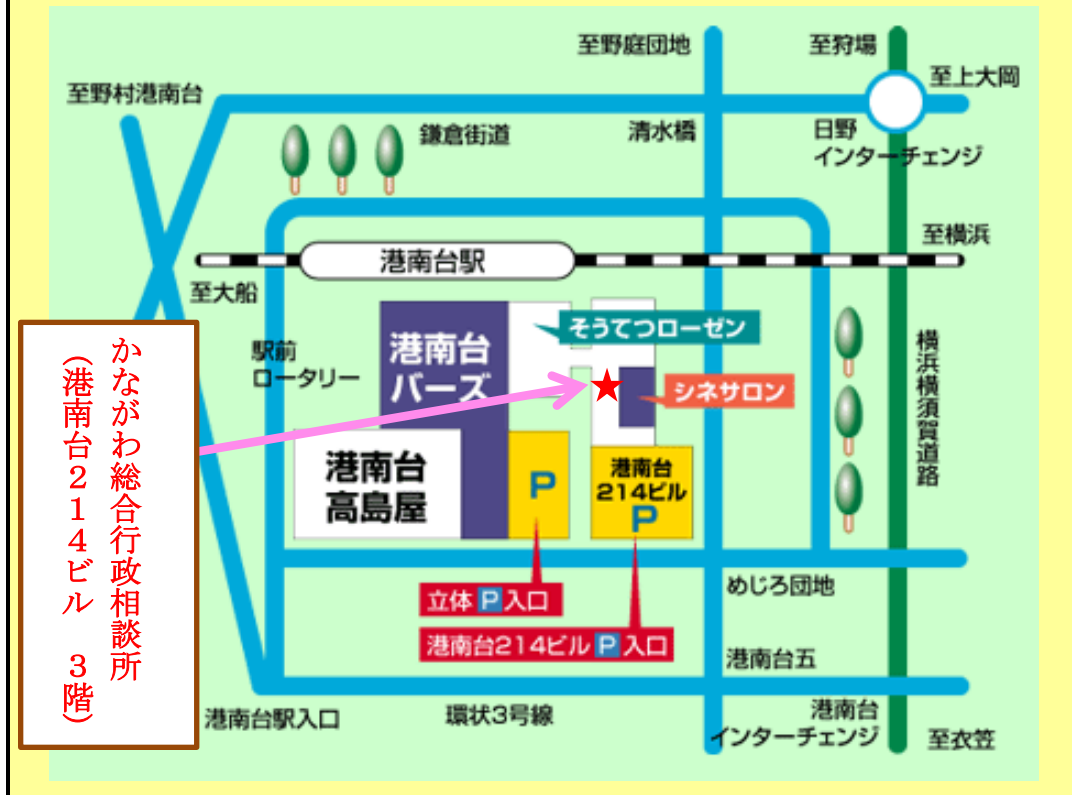 至野庭団地
至狩場
至上大岡
至野村港南台
鎌倉街道
清水橋
日野
インターチェンジ
至横浜
港南台駅
至大船
そうてつローゼン
港南台
バーズ
駅前
ロータリー
シネサロン
横浜横須賀道路
かながわ総合行政相談所
(港南台214ビル 3階)
港南台
高島屋
P
港南台
214ビル
P
めじろ団地
立体P入口
港南台214ビルP入口
港南台五
港南台駅入口
環状3号線
港南台
インターチェンジ
至衣笠